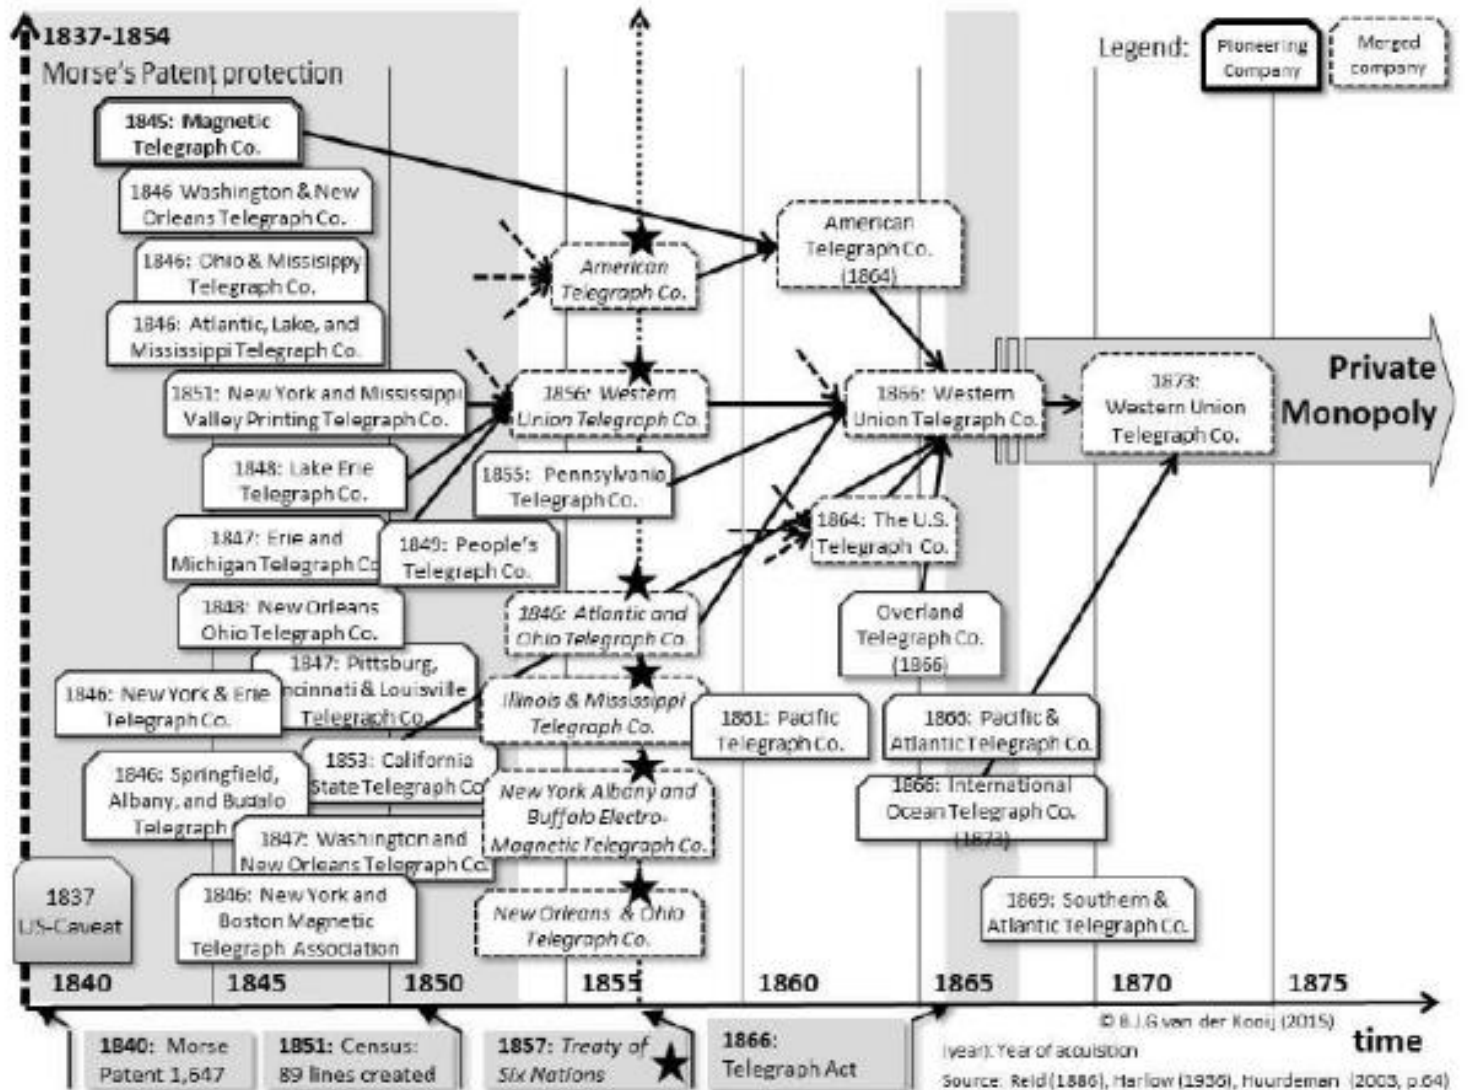 1837-1854
Morse's Patent protection
Legend:
Pioneering
Company
Merged
company
1845: Magnetic
Telegraph Co.
1846 Washington & New
Orleans Telegraph Co.
1846: Ohio & Missisippy
Telegraph Co.
1846: Atlantic, Lake, and
Mississippi Telegraph Co.
1851: New York and Mississippi
Valley Printing Telegraph Co.
1848: Lake Erie
Telegraph Co.
1847: Erie and
Michigan Telegraph Co
1849: People's
Telegraph Co.
1848: New Orleans
Ohio Telegraph Co.
1847: Pittsburg,
ncinnati & Louisville
Telegraph Co.
1846: New York & Erie
Telegraph Co.
1853: California
State Telegraph Co
1846: Springfield,
Albany, and Buffalo
Telegraph
1847: Washington and
New Orleans Telegraph Co.
1846: New York and
Boston Magnetic
Telegraph Association
1837
US-Caveat
American
Telegraph Co.
American
Telegraph Co.
(1864)
1856: Western
Union Telegraph Co.
1855: Pennsylvania
Telegraph Co.
1866: Western
Union Telegraph Co.
1873:
Western Union
Telegraph Co.
Private
Monopoly
1864: The U.S.
Telegraph Co.
1846: Atlantic and
Ohio Telegraph Co.
Overland
Telegraph Co.
(1866)
Illinois & Mississippi
Telegraph Co.
1861: Pacific
Telegraph Co.
1866: Pacific &
Atlantic Telegraph Co.
New York Albany and
Buffalo Electro-
Magnetic Telegraph Co.
1866: International
Ocean Telegraph Co.
(1873)
New Orleans & Ohio
Telegraph Co.
1869: Southern &
Atlantic Telegraph Co.
1840 1845 1850 1855 1860 1865 1870 1875
time
1840: Morse
Patent 1,647
1851: Census:
89 lines created
1857: Treaty of
Six Nations
1866:
Telegraph Act
© B.J.G van der Kooij (2015)
(year): Year of acquisition
Source: Reid (1886), Harlow (1936), Huurdeman (2003, p.64)